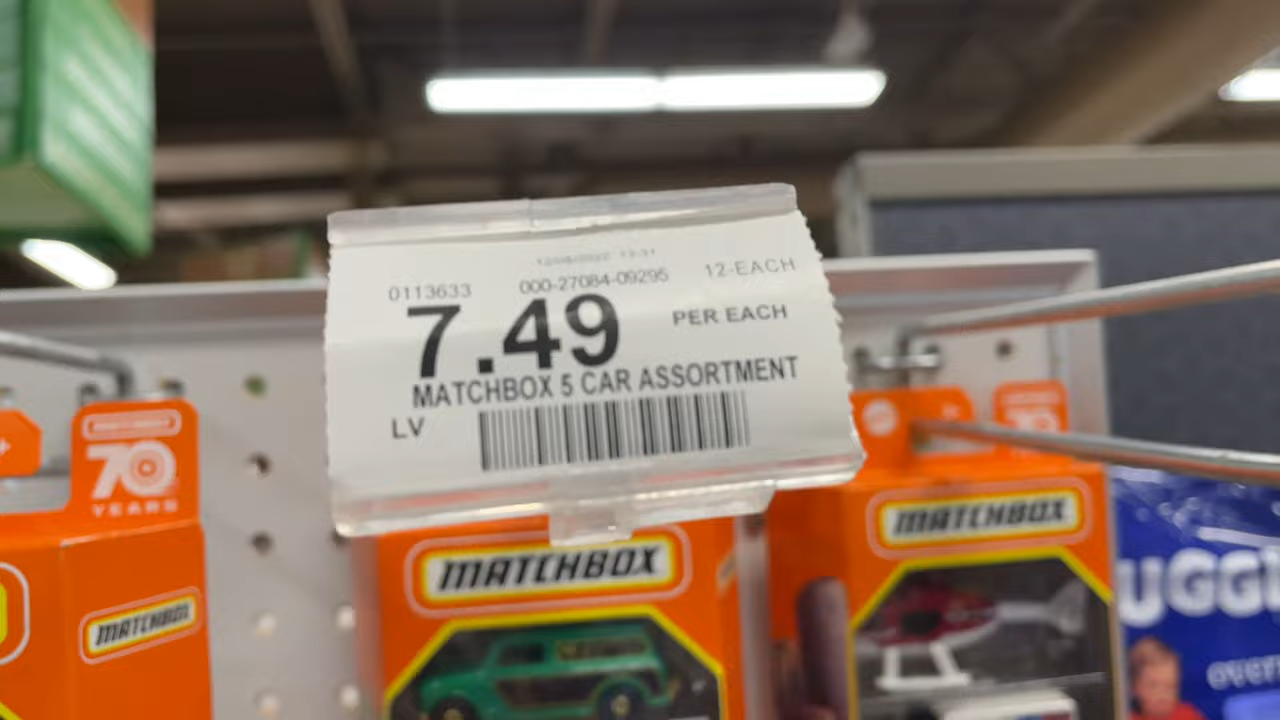 0113633
000-27084-09295
12-EACH
7.49
PER EACH
MATCHBOX 5 CAR ASSORTMENT
LV
70
YEARS
MATCHBOX
MATCHBOX
MATCHBOX
UGGI